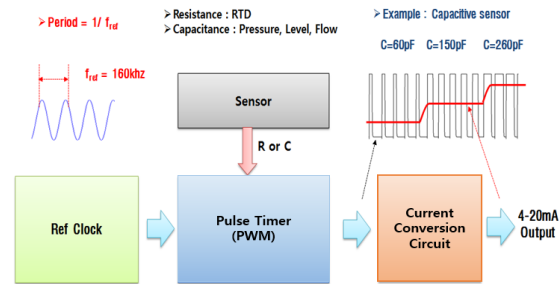 ➤Period = 1/ fref
➤Resistance : RTD
➤Capacitance : Pressure, Level, Flow
➤Example : Capacitive sensor
fref = 160khz
C=60pF C=150pF C=260pF
Sensor
R or C
Ref Clock
Pulse Timer
(PWM)
Current
Conversion
Circuit
4-20mA
Output